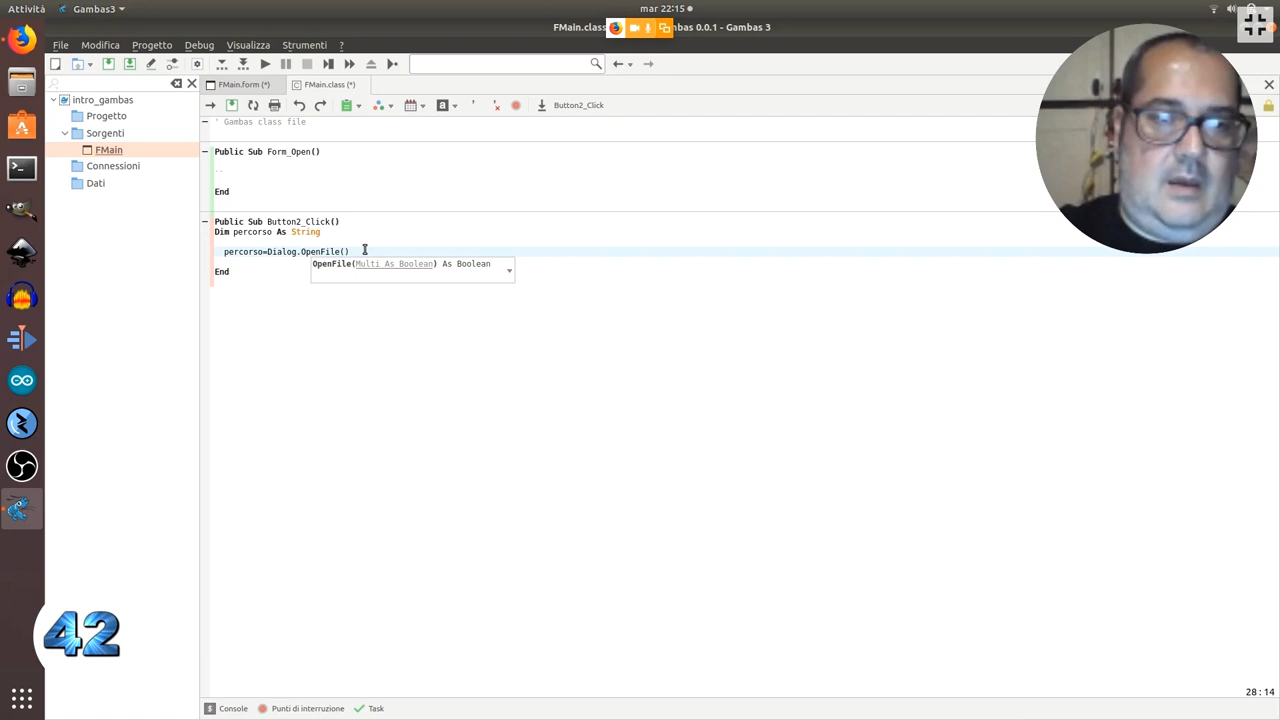 Attività
Gambas3
mar 22:15
FMain.class
ambas 0.0.1 - Gambas 3
File Modifica Progetto Debug Visualizza Strumenti ?
FMain.form (*)
FMain.class (*)
intro_gambas
Progetto
Sorgenti
FMain
Connessioni
Dati
Button2_Click
' Gambas class file
Public Sub Form_Open()
End
Public Sub Button2_Click()
Dim percorso As String
percorso=Dialog.OpenFile()
OpenFile(Multi As Boolean) As Boolean
End
42
28:14
Console Punti di interruzione Task